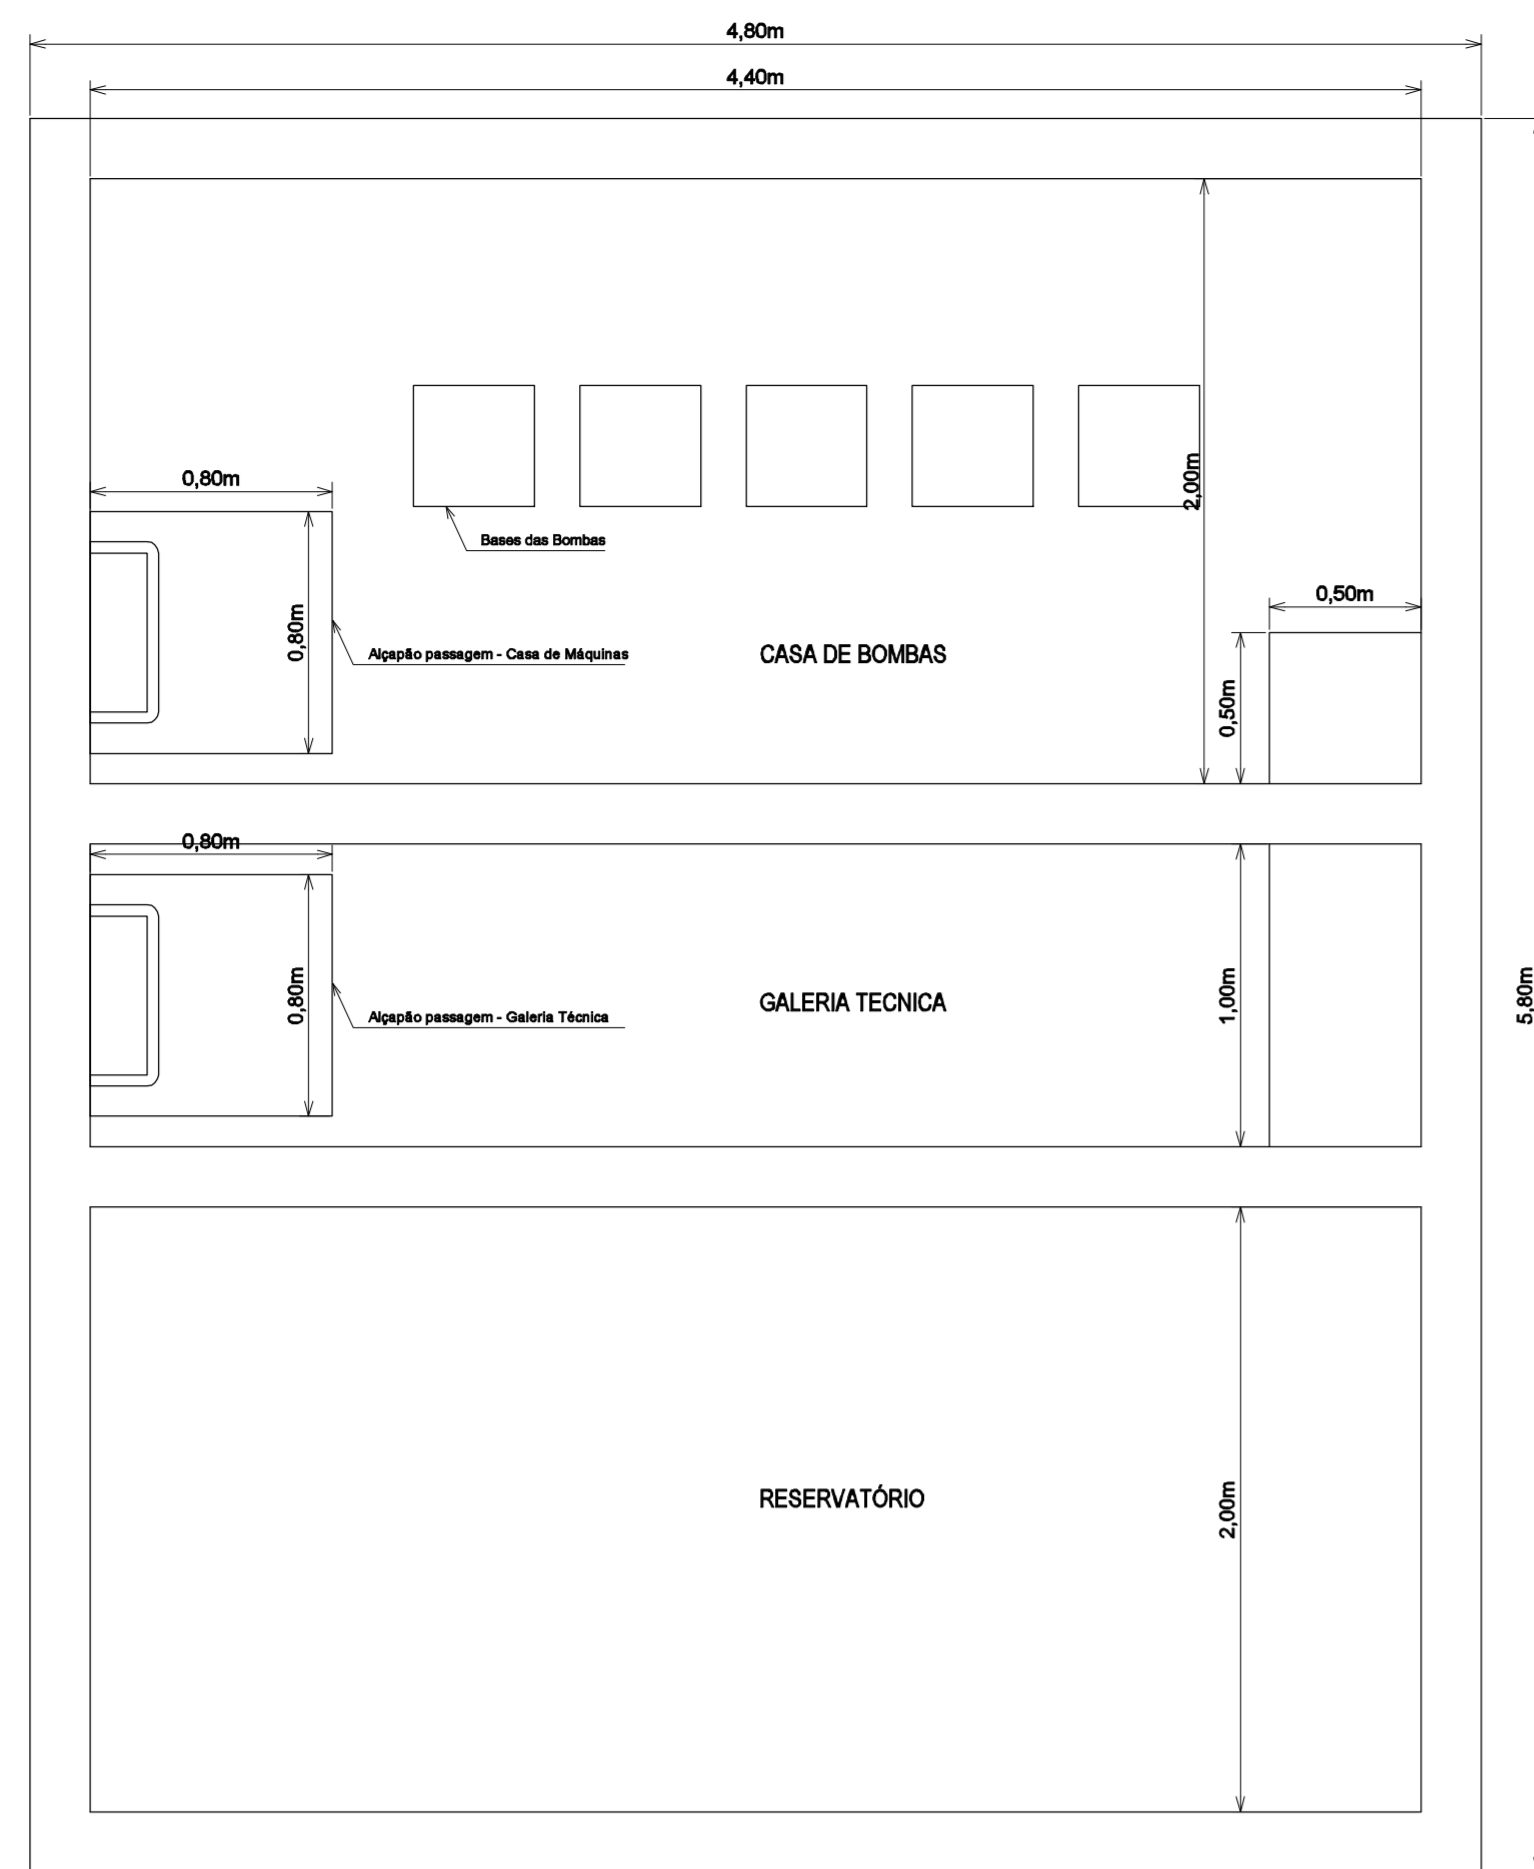 4,80m
4,40m
0,80m
2,00m
Bases das Bombas
0,50m
0,80m
Alçapão passagem - Casa de Máquinas
CASA DE BOMBAS
0,50m
0,80m
0,80m
Alçapão passagem - Galeria Técnica
GALERIA TECNICA
1,00m
5,80m
RESERVATÓRIO
2,00m